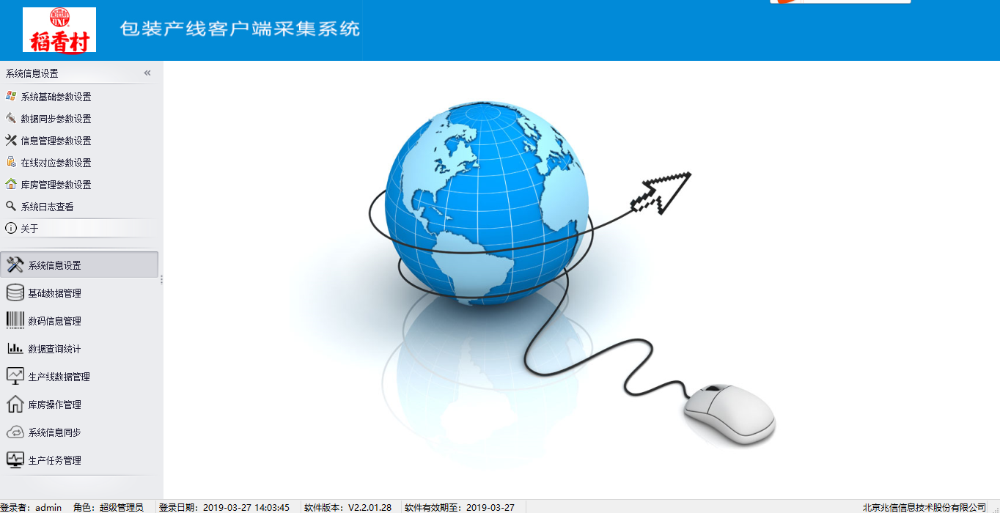 稻香村
包装产线客户端采集系统
系统信息设置 «
系统基础参数设置
数据同步参数设置
信息管理参数设置
在线对应参数设置
库房管理参数设置
系统日志查看
关于
系统信息设置
基础数据管理
数码信息管理
数据查询统计
生产线数据管理
库房操作管理
系统信息同步
生产任务管理
登录者：admin 角色：超级管理员 登录日期：2019-03-27 14:03:45 软件版本：V2.2.01.28 软件有效期至：2019-03-27 北京兆信信息技术股份有限公司